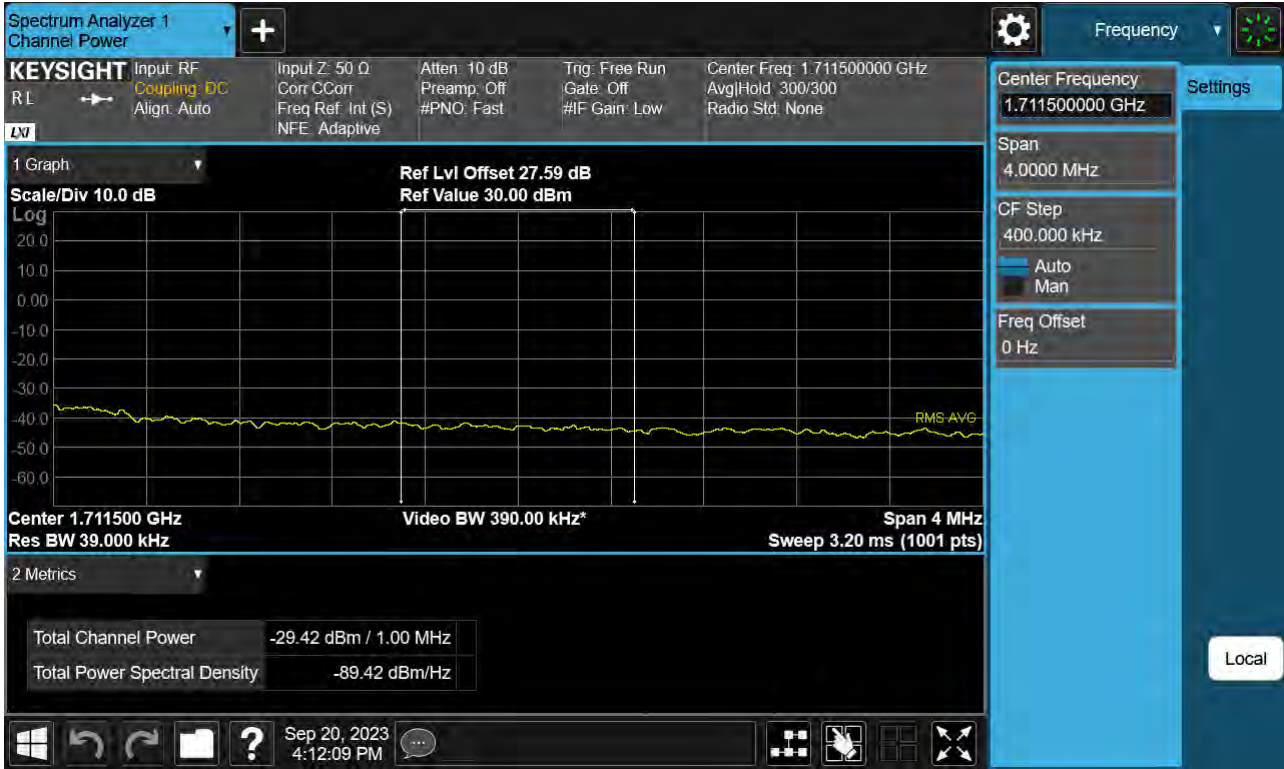 Spectrum Analyzer 1
Channel Power
+
Frequency
KEYSIGHT
R L
LXI
Input: RF
Coupling: DC
Align: Auto
Input Z: 50 Ω
Corr CCorr
Freq Ref: Int (S)
NFE: Adaptive
Atten: 10 dB
Preamp: Off
#PNO: Fast
Trig: Free Run
Gate: Off
#IF Gain: Low
Center Freq: 1.711500000 GHz
Avg|Hold: 300/300
Radio Std: None
Center Frequency
1.711500000 GHz
Settings
Span
4.0000 MHz
CF Step
400.000 kHz
Auto
Man
Freq Offset
0 Hz
1 Graph
Scale/Div 10.0 dB
Ref Lvl Offset 27.59 dB
Ref Value 30.00 dBm
Log
20.0
10.0
0.00
-10.0
-20.0
-30.0
-40.0
-50.0
-60.0
RMS AVG
Center 1.711500 GHz
Res BW 39.000 kHz
Video BW 390.00 kHz*
Span 4 MHz
Sweep 3.20 ms (1001 pts)
2 Metrics
Total Channel Power -29.42 dBm / 1.00 MHz
Total Power Spectral Density -89.42 dBm/Hz
Local
?
Sep 20, 2023
4:12:09 PM